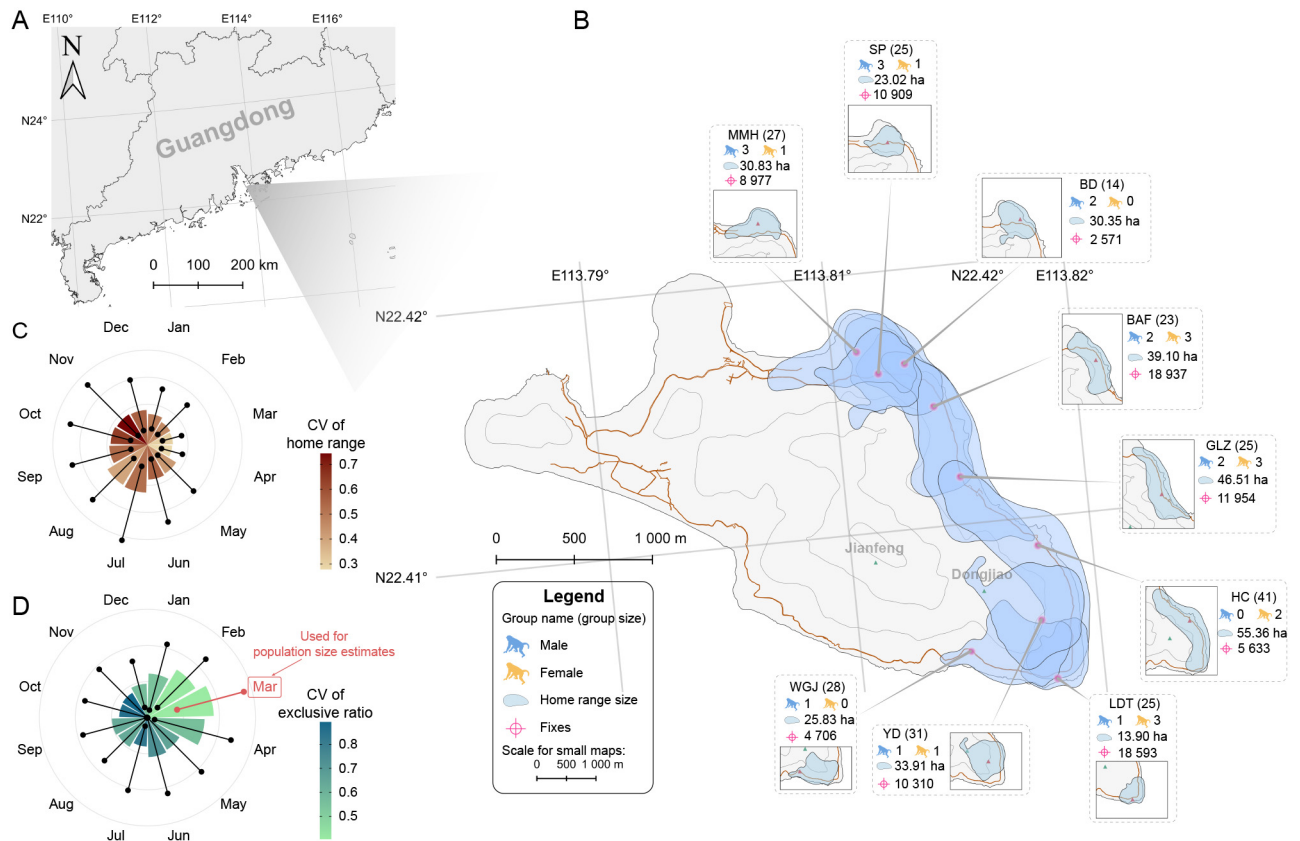 A
E110°
E112°
E114°
E116°
N
N24°
N22°
Guangdong
0 100 200 km
B
SP (25)
3 1
23.02 ha
10 909
MMH (27)
3 1
30.83 ha
8 977
BD (14)
2 0
30.35 ha
2 571
E113.79°
E113.81°
N22.42°
E113.82°
N22.42°
BAF (23)
2 3
39.10 ha
18 937
GLZ (25)
2 3
46.51 ha
11 954
HC (41)
0 2
55.36 ha
5 633
LDT (25)
1 3
13.90 ha
18 593
YD (31)
1 1
33.91 ha
10 310
WGJ (28)
1 0
25.83 ha
4 706
Jianfeng
Dongjiao
0 500 1 000 m
N22.41°
Legend
Group name (group size)
Male
Female
Home range size
Fixes
Scale for small maps:
0 500 1 000 m
C
Dec
Jan
Nov
Feb
Oct
Mar
Sep
Apr
Aug
May
Jul
Jun
CV of
home range
0.7
0.6
0.5
0.4
0.3
D
Dec
Jan
Nov
Feb
Oct
Mar
Sep
Apr
Aug
May
Jul
Jun
Used for
population size estimates
CV of
exclusive ratio
0.8
0.7
0.6
0.5